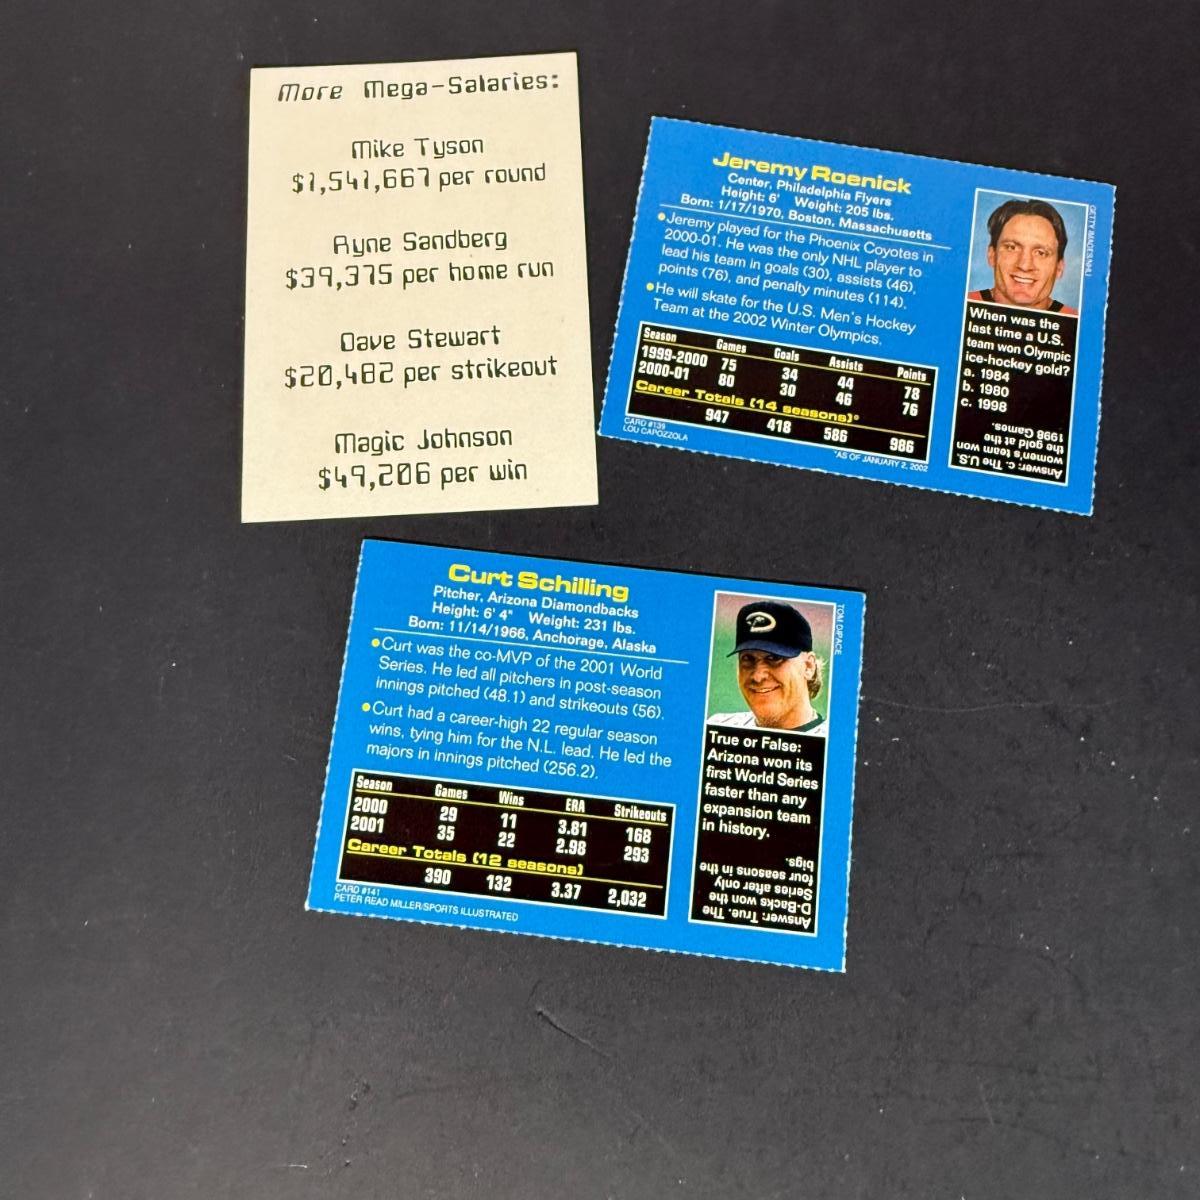 More Mega-Salaries:
Mike Tyson
$1,541,667 per round
Ryne Sandberg
$39,375 per home run
Dave Stewart
$20,482 per strikeout
Magic Johnson
$49,206 per win
Jeremy Roenick
Center, Philadelphia Flyers
Height: 6' Weight: 205 lbs.
Born: 1/17/1970, Boston, Massachusetts
•Jeremy played for the Phoenix Coyotes in
2000-01. He was the only NHL player to
lead his team in goals (30), assists (46),
points (76), and penalty minutes (114).
•He will skate for the U.S. Men's Hockey
Team at the 2002 Winter Olympics.
Season Games Goals Assists Points
1999-2000 75 34 44 78
2000-01 80 30 46 76
Career Totals (14 seasons)*
947 418 586 986
CARD #139
LOU CAPOZZOLA
*AS OF JANUARY 2, 2002
GETTY IMAGES/NHLI
When was the
last time a U.S.
team won Olympic
ice-hockey gold?
a. 1984
b. 1980
c. 1998
Answer: c. The U.S.
women's team won
the gold at the
1998 Games.
Curt Schilling
Pitcher, Arizona Diamondbacks
Height: 6' 4" Weight: 231 lbs.
Born: 11/14/1966, Anchorage, Alaska
•Curt was the co-MVP of the 2001 World
Series. He led all pitchers in post-season
innings pitched (48.1) and strikeouts (56).
•Curt had a career-high 22 regular season
wins, tying him for the N.L. lead. He led the
majors in innings pitched (256.2).
Season Games Wins ERA Strikeouts
2000 29 11 3.81 168
2001 35 22 2.98 293
Career Totals (12 seasons)
390 132 3.37 2,032
CARD #141
PETER READ MILLER/SPORTS ILLUSTRATED
TOM DIPACE
True or False:
Arizona won its
first World Series
faster than any
expansion team
in history.
Answer: True. The
D-Backs won the
Series after only
four seasons in the
bigs.